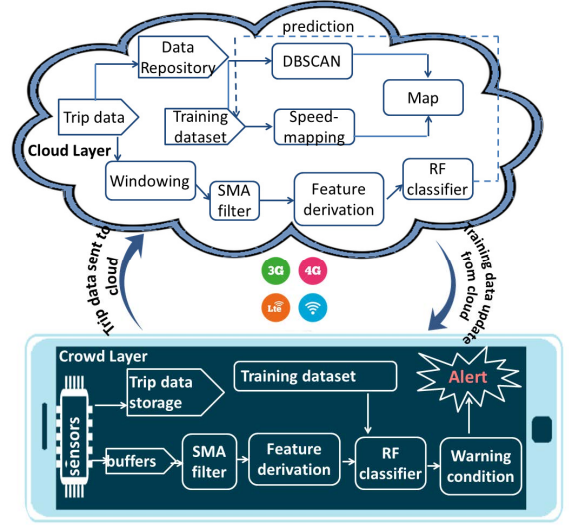 prediction
Data
Repository
DBSCAN
Map
Trip data
Training
dataset
Speed-
mapping
Cloud Layer
Windowing
SMA
filter
Feature
derivation
RF
classifier
Trip data sent to
cloud
3G
4G
Lte
Training data update
from cloud
Crowd Layer
sensors
Trip data
storage
Training dataset
Alert
buffers
SMA
filter
Feature
derivation
RF
classifier
Warning
condition